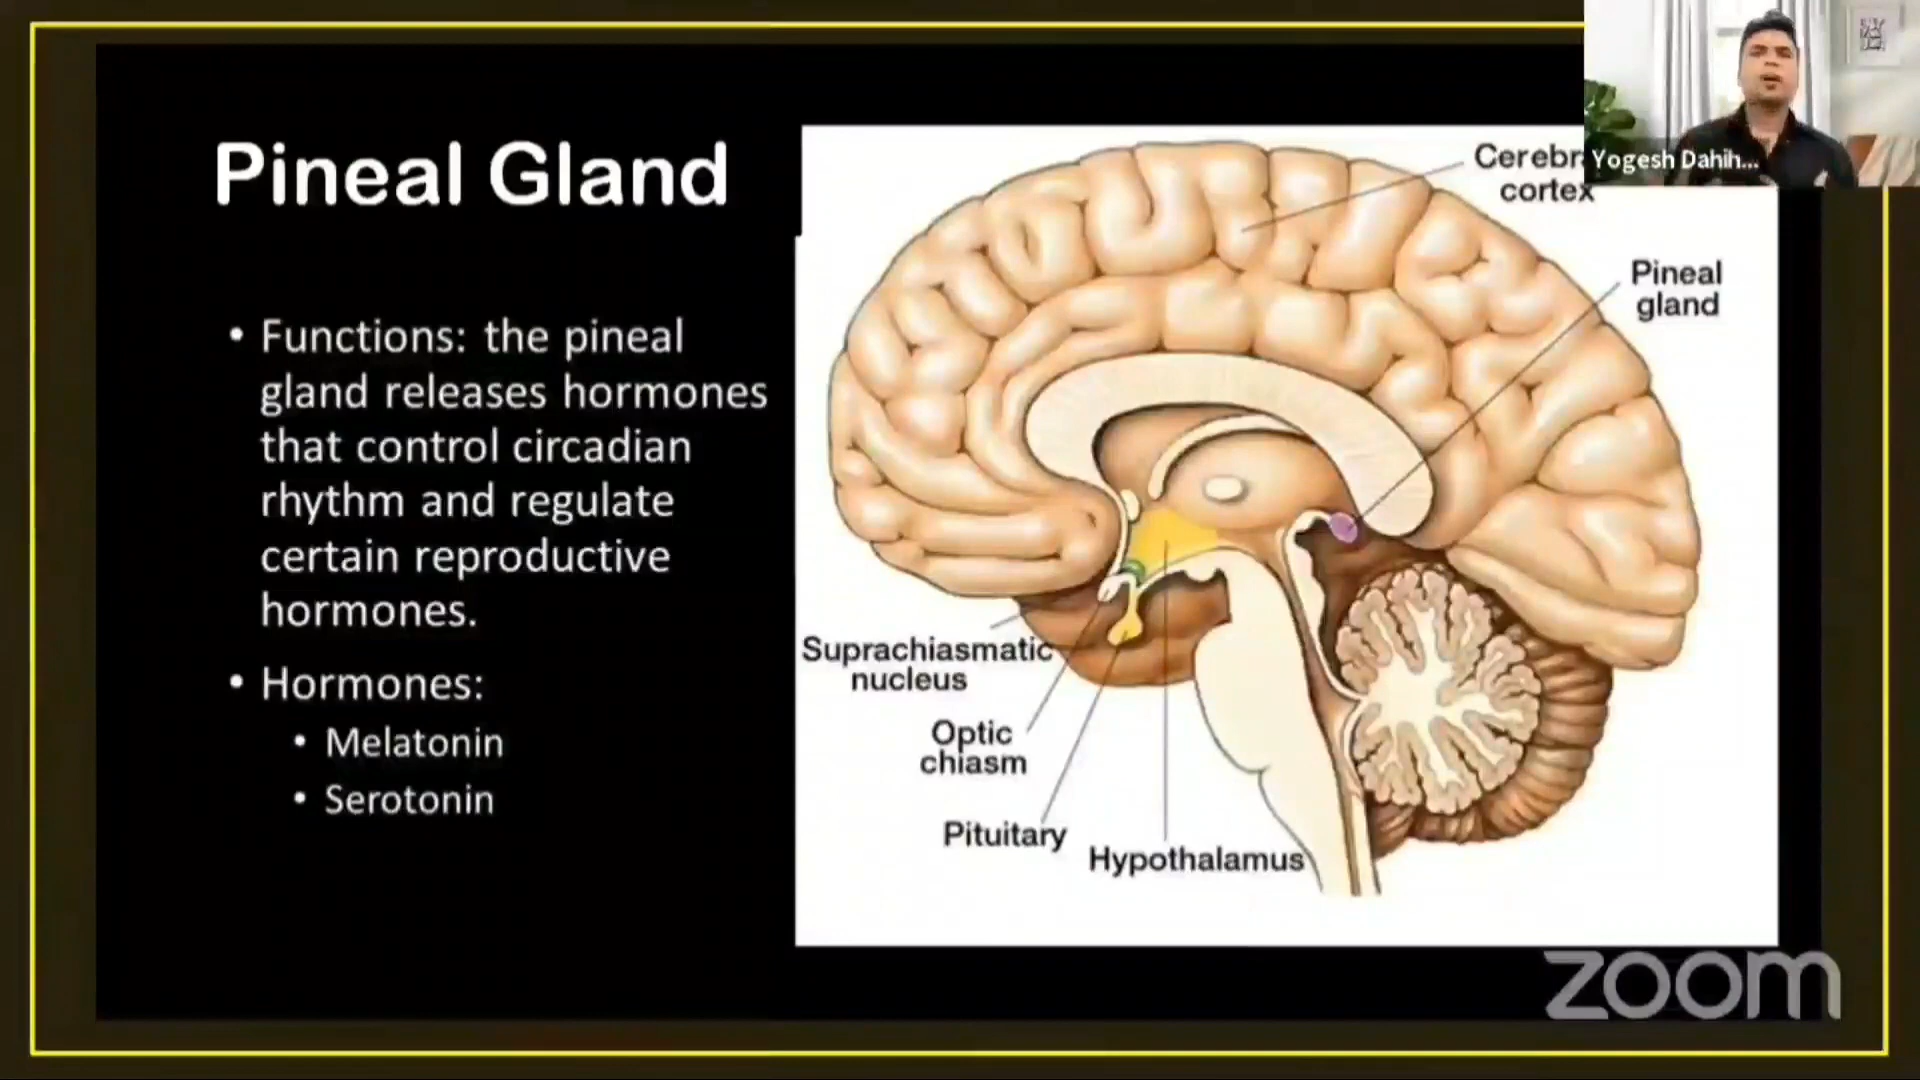 Pineal Gland
• Functions: the pineal
gland releases hormones
that control circadian
rhythm and regulate
certain reproductive
hormones.
• Hormones:
• Melatonin
• Serotonin
cortex
Yogesh Dahih...
Pineal
gland
Suprachiasmatic
nucleus
Optic
chiasm
Pituitary
Hypothalamus
zoom